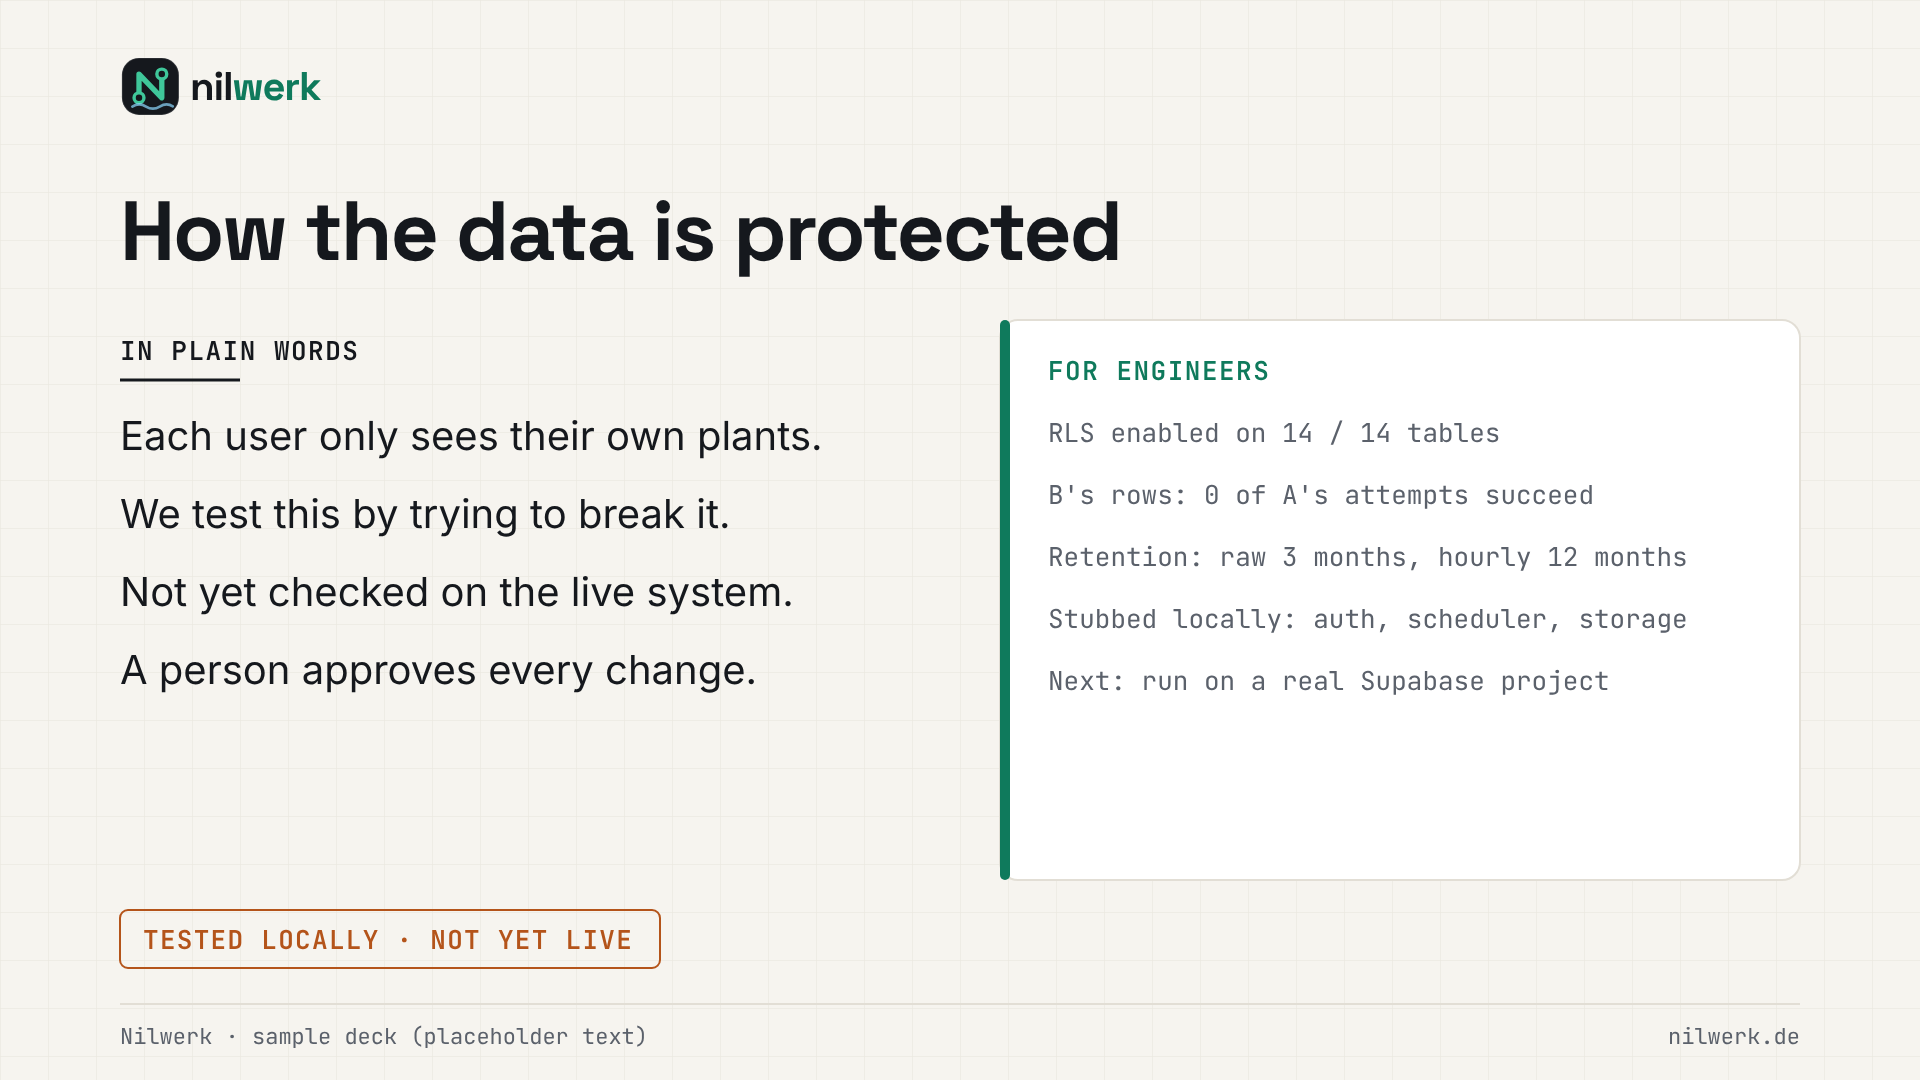 nilwerk
How the data is protected
IN PLAIN WORDS
Each user only sees their own plants.
We test this by trying to break it.
Not yet checked on the live system.
A person approves every change.
FOR ENGINEERS
RLS enabled on 14 / 14 tables
B's rows: 0 of A's attempts succeed
Retention: raw 3 months, hourly 12 months
Stubbed locally: auth, scheduler, storage
Next: run on a real Supabase project
TESTED LOCALLY · NOT YET LIVE
Nilwerk · sample deck (placeholder text)
nilwerk.de